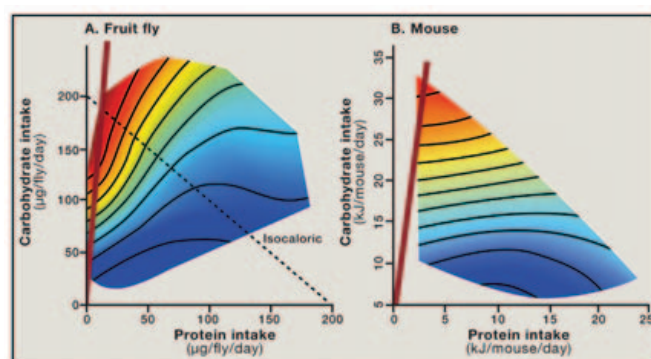 A. Fruit fly
Carbohydrate intake
(µg/fly/day)
200
150
100
50
0
Isocaloric
0
50
100
150
200
Protein intake
(µg/fly/day)
B. Mouse
Carbohydrate intake
(kJ/mouse/day)
35
30
25
20
15
10
5
0
5
10
15
20
25
Protein intake
(kJ/mouse/day)